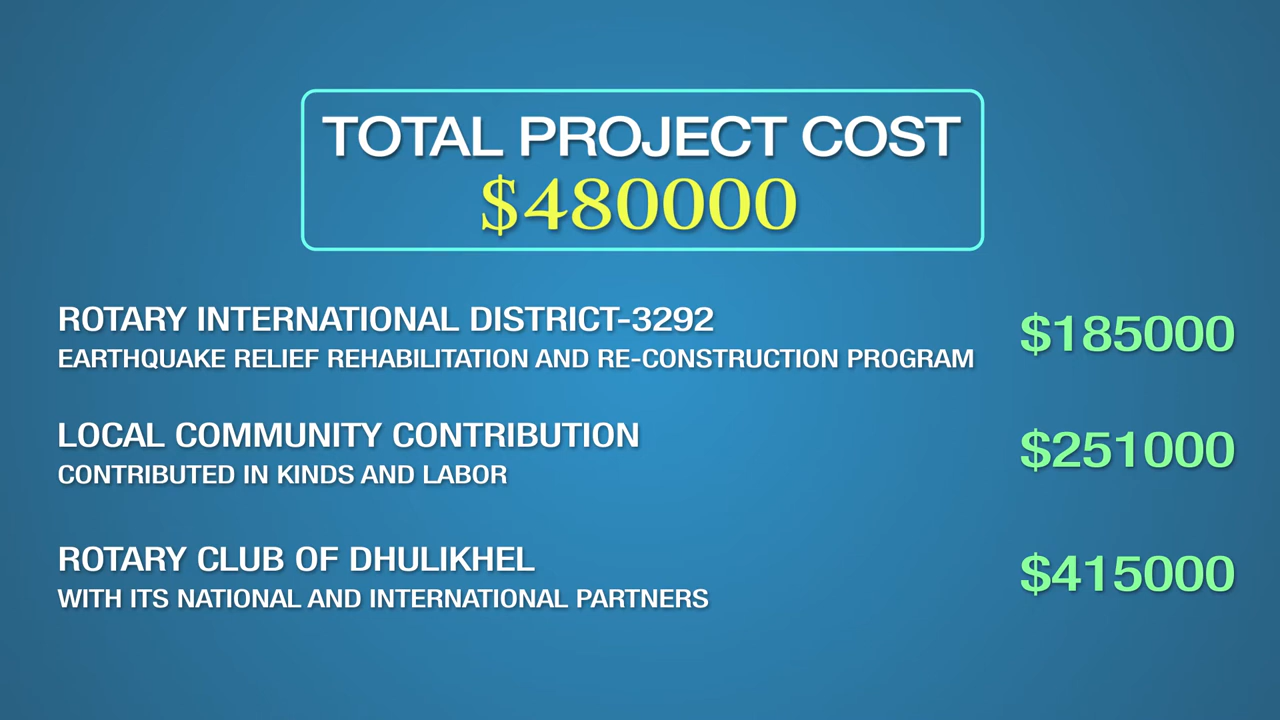 TOTAL PROJECT COST
$480000
ROTARY INTERNATIONAL DISTRICT-3292
EARTHQUAKE RELIEF REHABILITATION AND RE-CONSTRUCTION PROGRAM
$185000
LOCAL COMMUNITY CONTRIBUTION
CONTRIBUTED IN KINDS AND LABOR
$251000
ROTARY CLUB OF DHULIKHEL
WITH ITS NATIONAL AND INTERNATIONAL PARTNERS
$415000